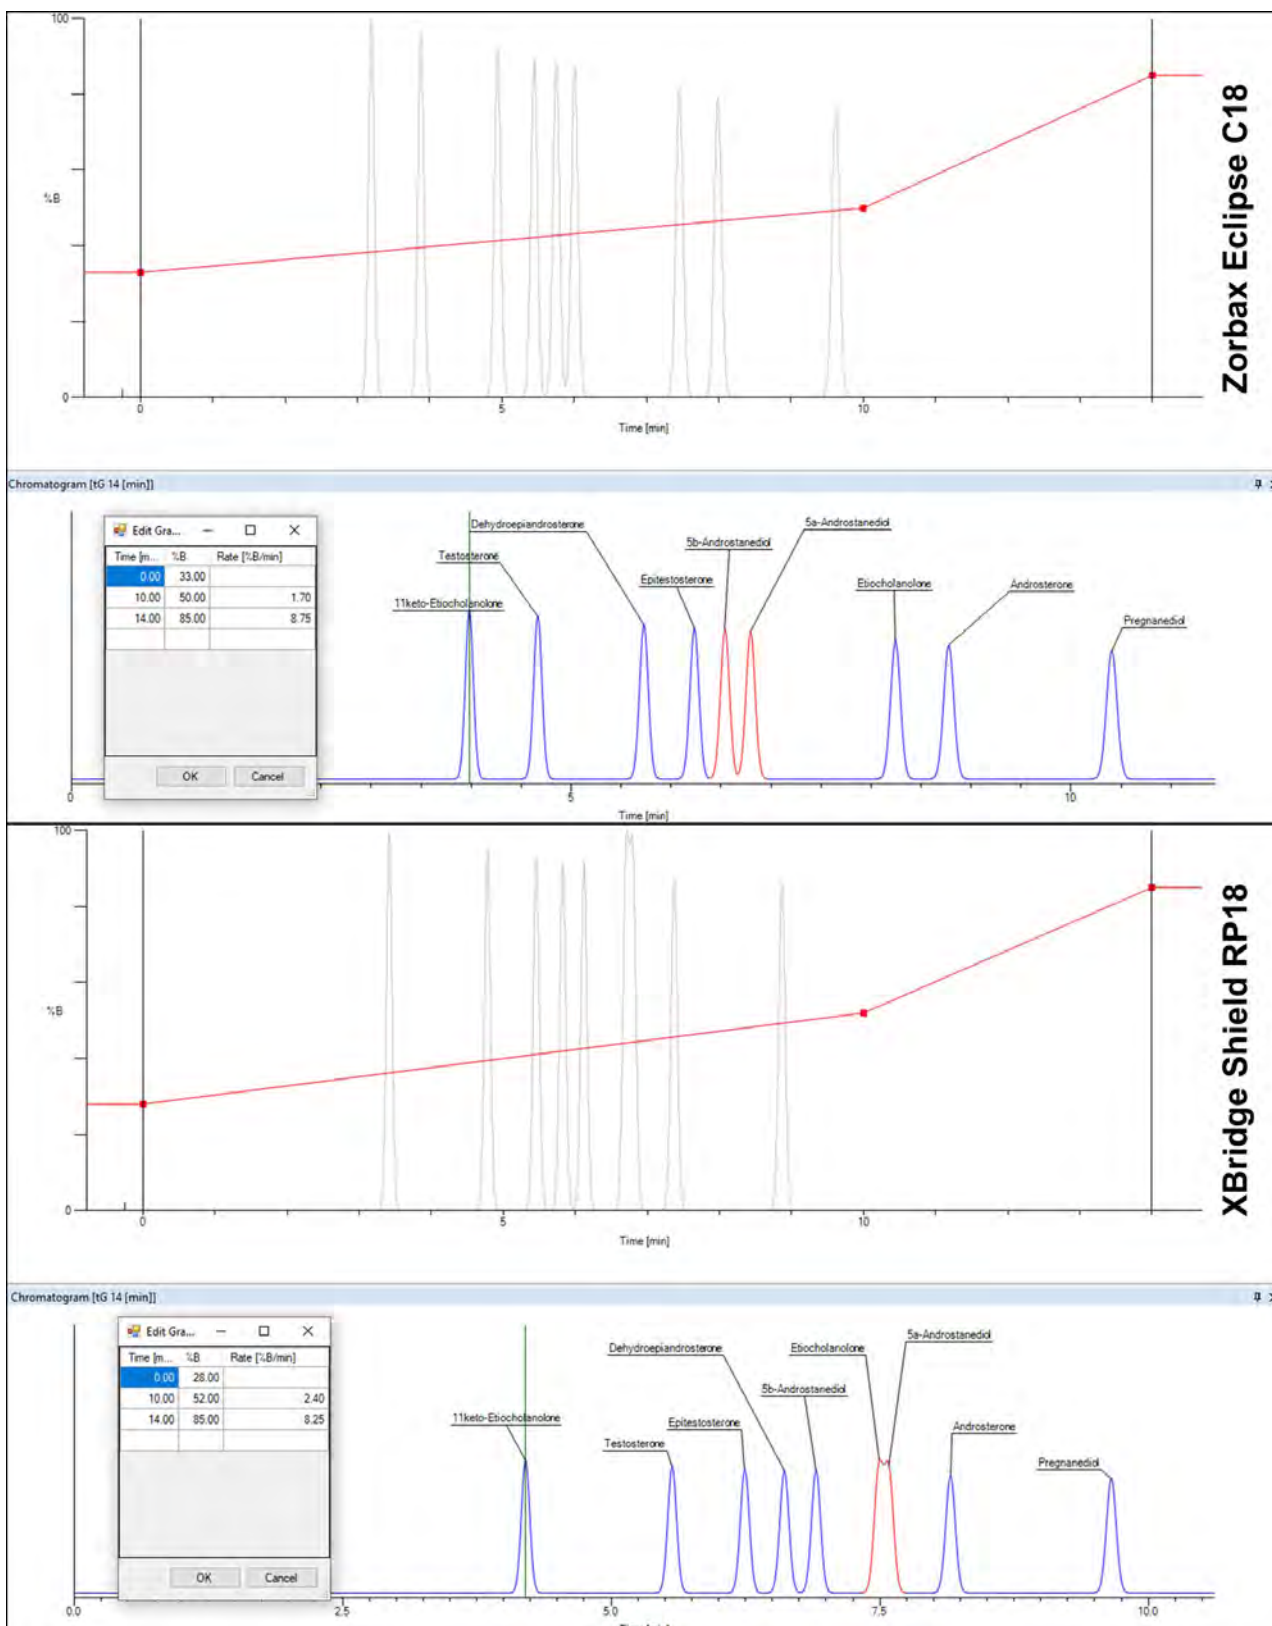 100
%B
0
0
5
10
Time [min]
Zorbax Eclipse C18
Chromatogram [tG 14 [min]]
Edit Gra...
Time [m... %B Rate [%B/min]
0.00 33.00
10.00 50.00 1.70
14.00 85.00 8.75
OK Cancel
11keto-Etiocholanolone
Testosterone
Dehydroepiandrosterone
Epitestosterone
5b-Androstanediol
5a-Androstanediol
Etiocholanolone
Androsterone
Pregnanediol
0
5
10
Time [min]
100
%B
0
0
5
10
Time [min]
XBridge Shield RP18
Chromatogram [tG 14 [min]]
Edit Gra...
Time [m... %B Rate [%B/min]
0.00 28.00
10.00 52.00 2.40
14.00 85.00 8.25
OK Cancel
11keto-Etiocholanolone
Testosterone
Epitestosterone
Dehydroepiandrosterone
5b-Androstanediol
Etiocholanolone
5a-Androstanediol
Androsterone
Pregnanediol
0.0
2.5
5.0
7.5
10.0